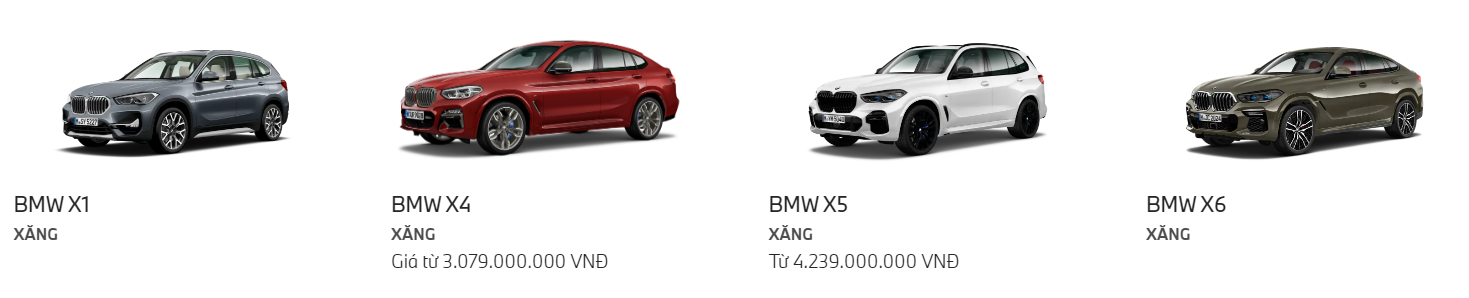 BMW X1
XĂNG
BMW X4
XĂNG
Giá từ 3.079.000.000 VNĐ
BMW X5
XĂNG
Từ 4.239.000.000 VNĐ
BMW X6
XĂNG